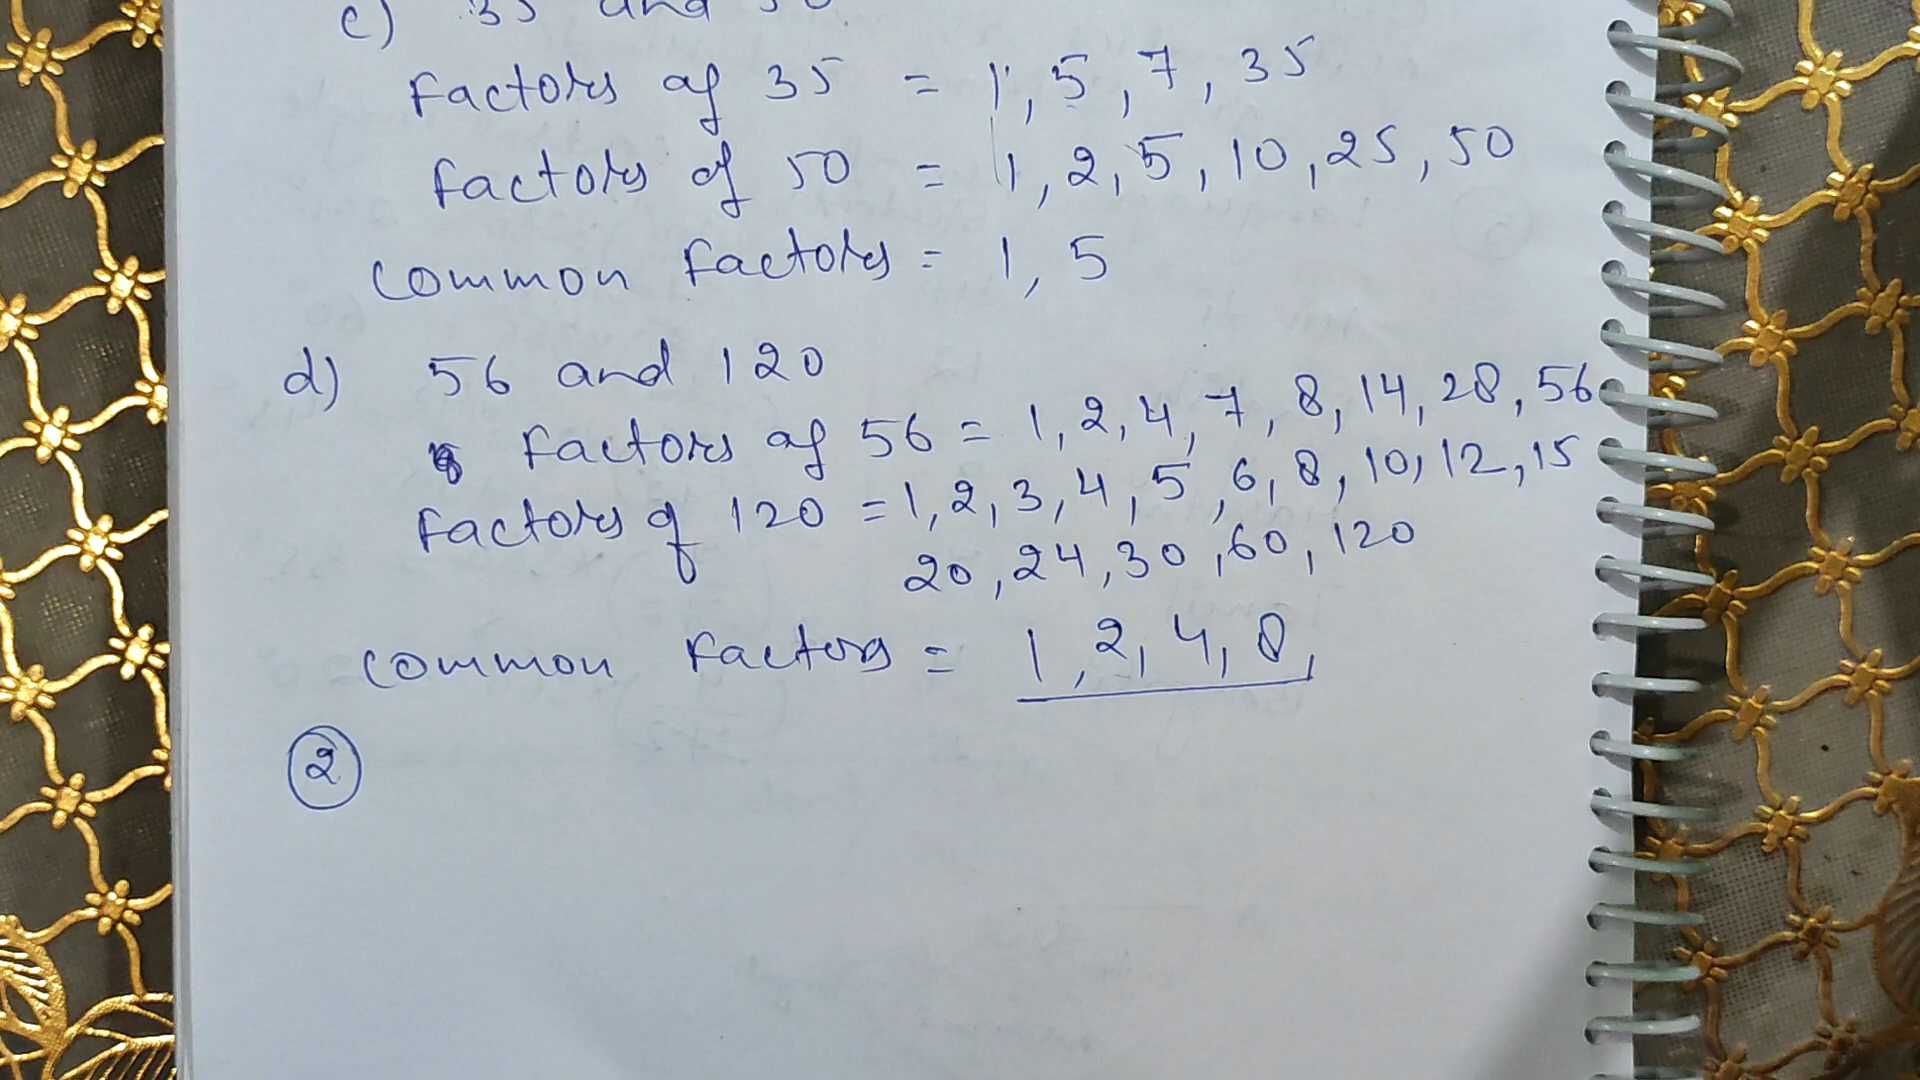 c) 35 and 50.
Factors of 35 = 1, 5, 7, 35
factors of 50 = 1, 2, 5, 10, 25, 50
common factors = 1, 5
d) 56 and 120
Factors of 56 = 1, 2, 4, 7, 8, 14, 28, 56
Factors of 120 = 1, 2, 3, 4, 5, 6, 8, 10, 12, 15
20, 24, 30, 60, 120
common Factors = 1, 2, 4, 8,
2